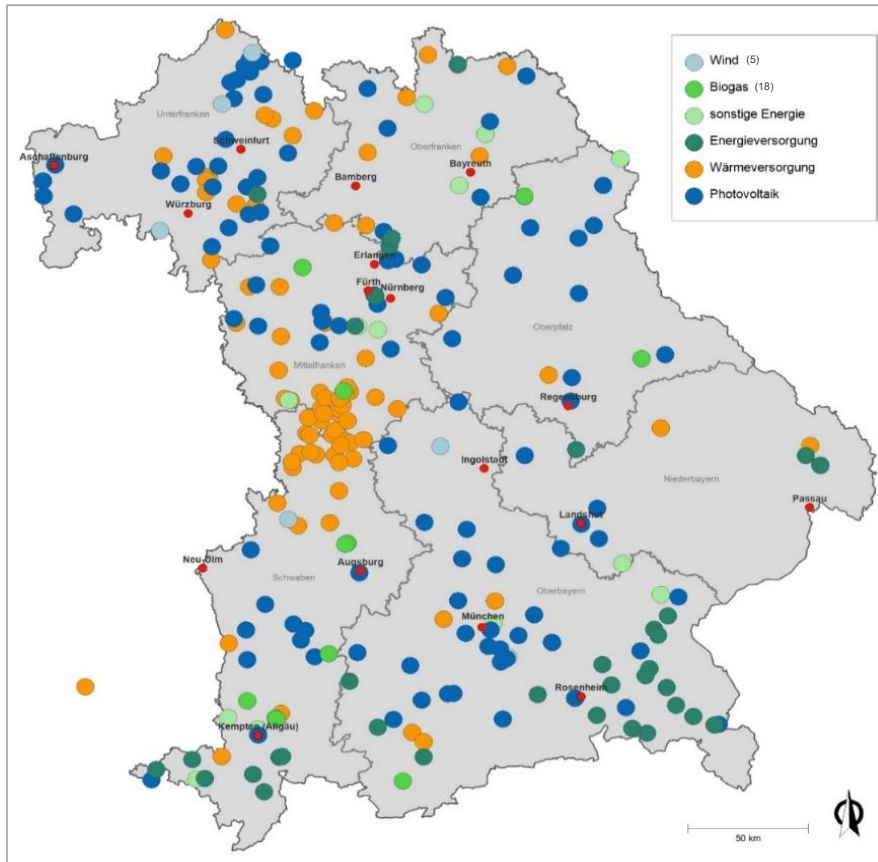 Wind (5)
Biogas (18)
sonstige Energie
Energieversorgung
Wärmeversorgung
Photovoltaik
Unterfranken
Schweinfurt
Aschaffenburg
Oberfranken
Bayreuth
Bamberg
Würzburg
Erlangen
Fürth
Nürnberg
Oberpfalz
Mittelfranken
Regensburg
Ingolstadt
Niederbayern
Passau
Landshut
Neu-Ulm
Augsburg
Schwaben
Oberbayern
München
Rosenheim
Kempten (Allgäu)
50 km